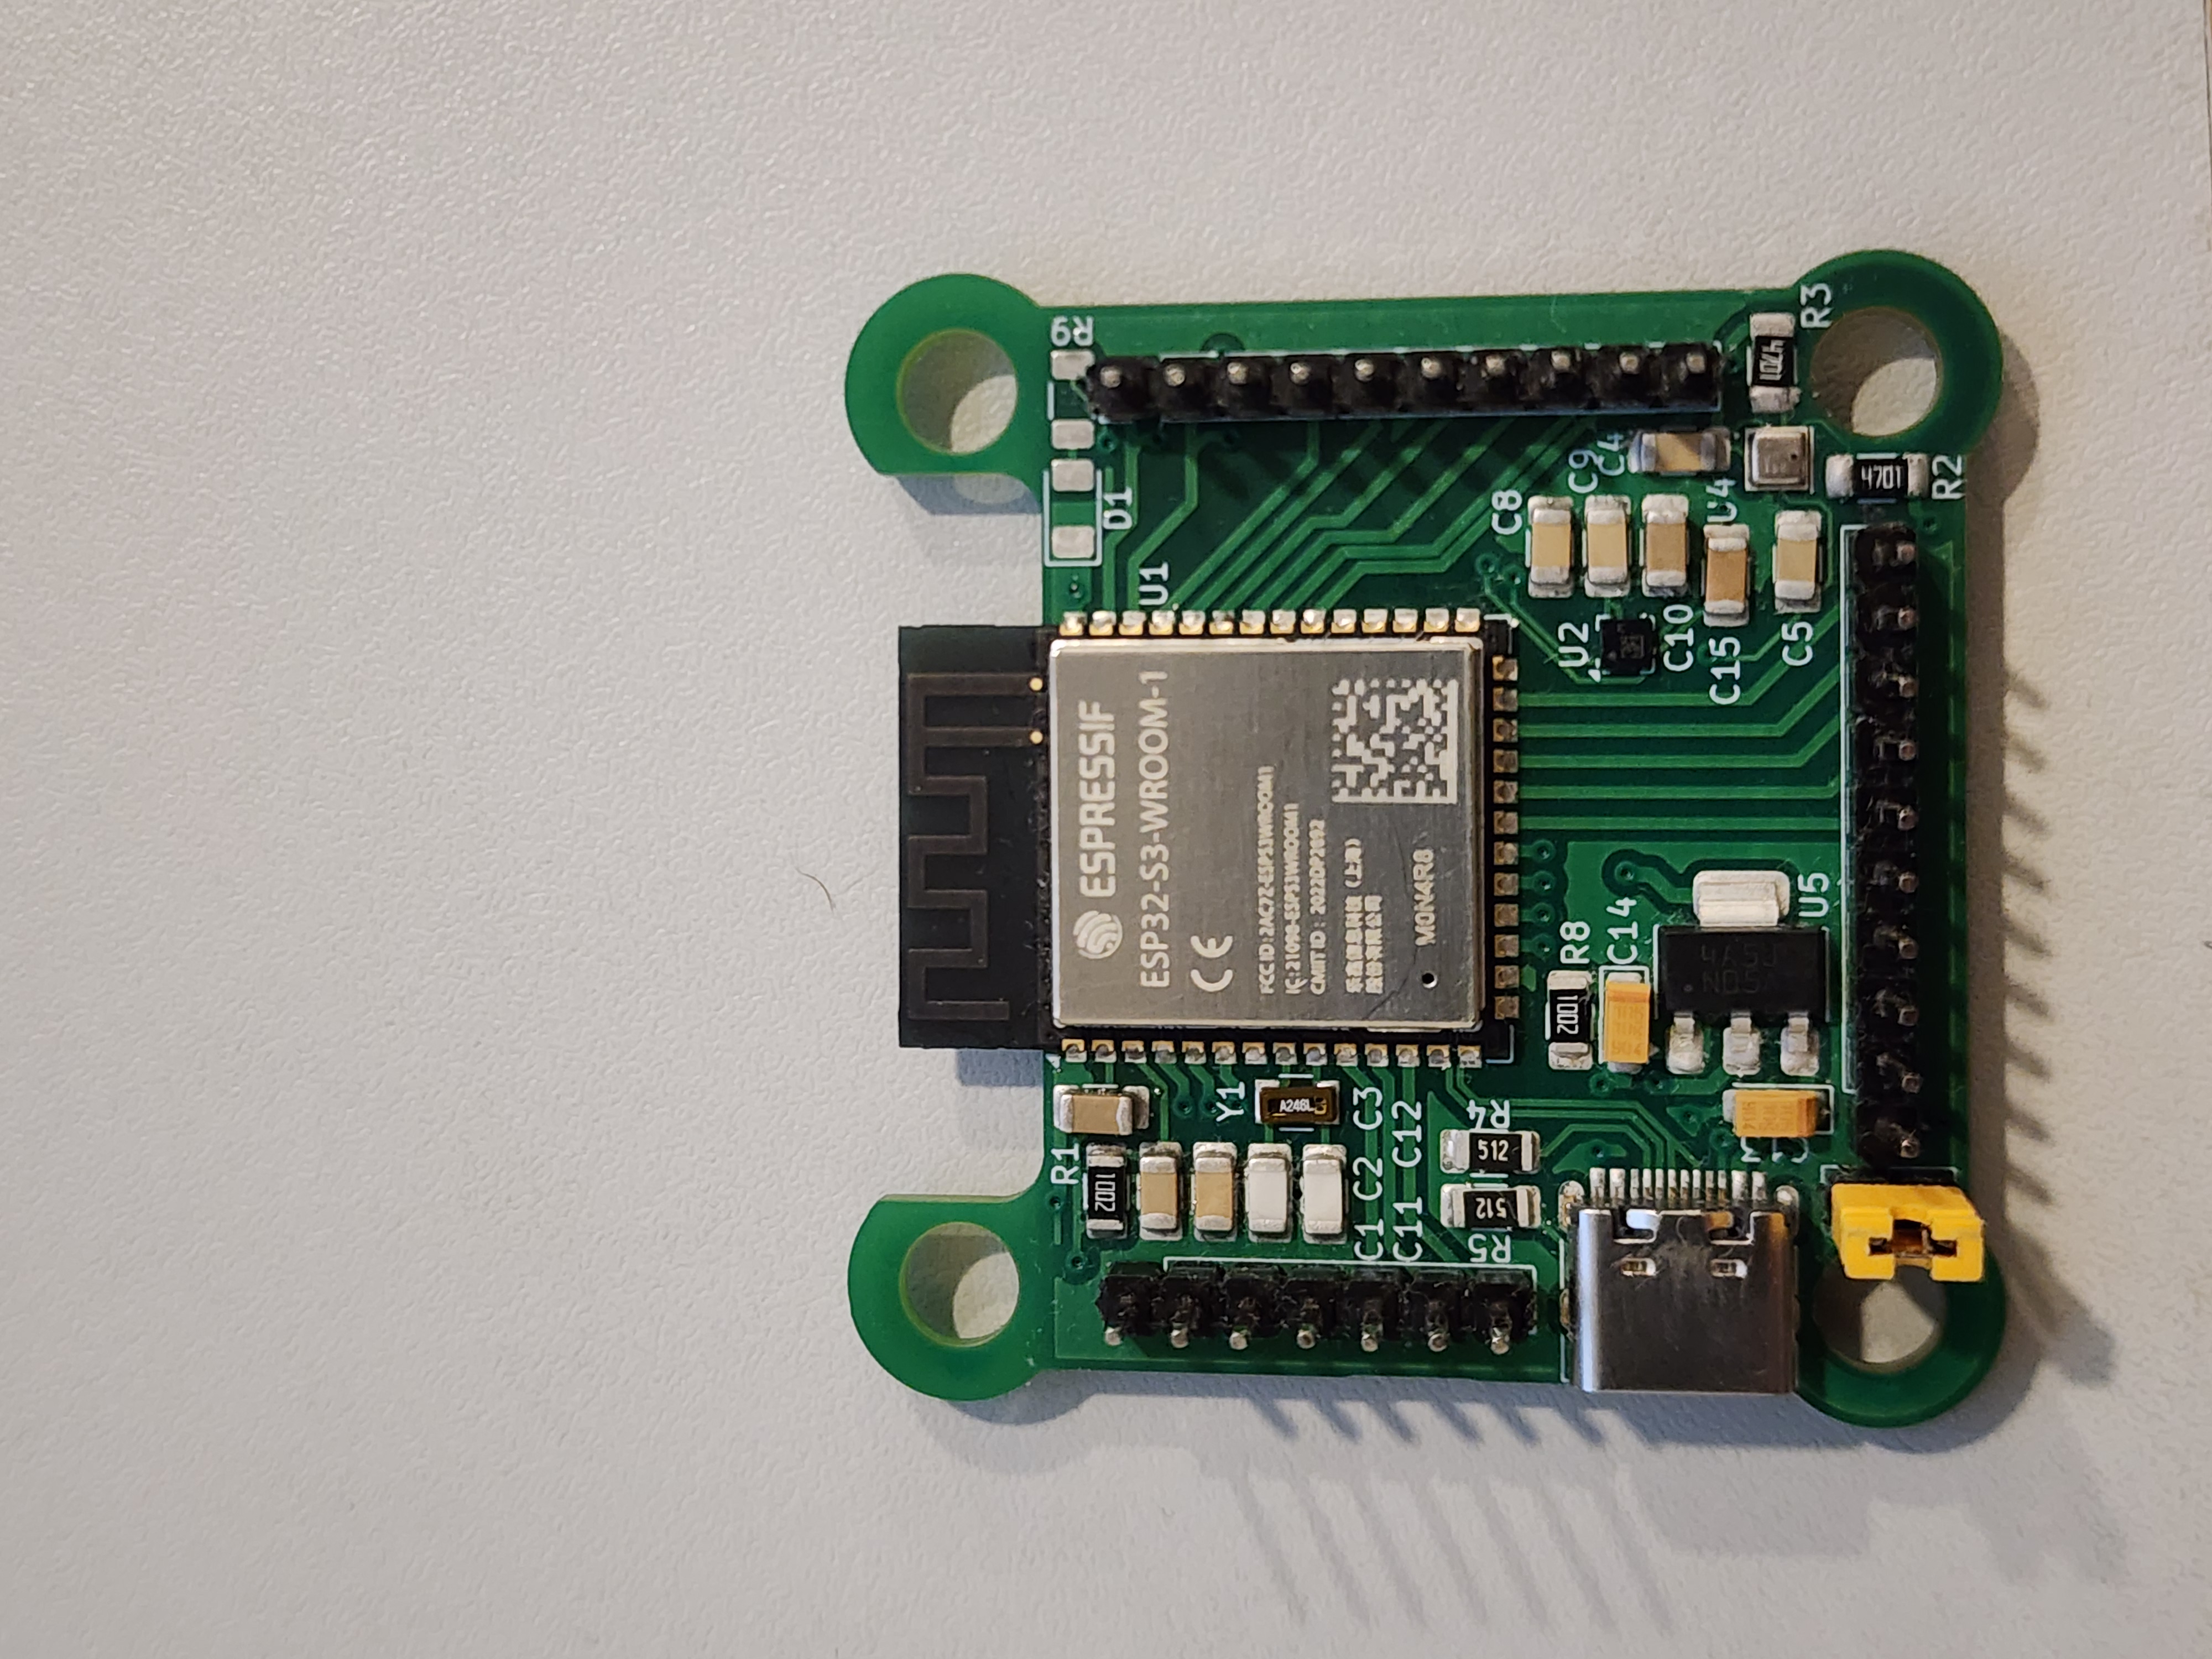 R1
1002
R9
D1
ESPRESSIF
ESP32-S3-WROOM-1
U1
CE
Y1
FCC ID:2AC7Z-ESPS3WROOM1
IC:21098-ESPS3WROOM1
CMIIT ID: 2022DP2892
乐鑫信息科技(上海)
股份有限公司
M0N4R8
C1 C2 C3
C11 C12
R5
512
512
R4
C8
1002
R8
U2
C9
C4
C14
C10
C15
U4
C5
U5
4701
R3
4701
R2